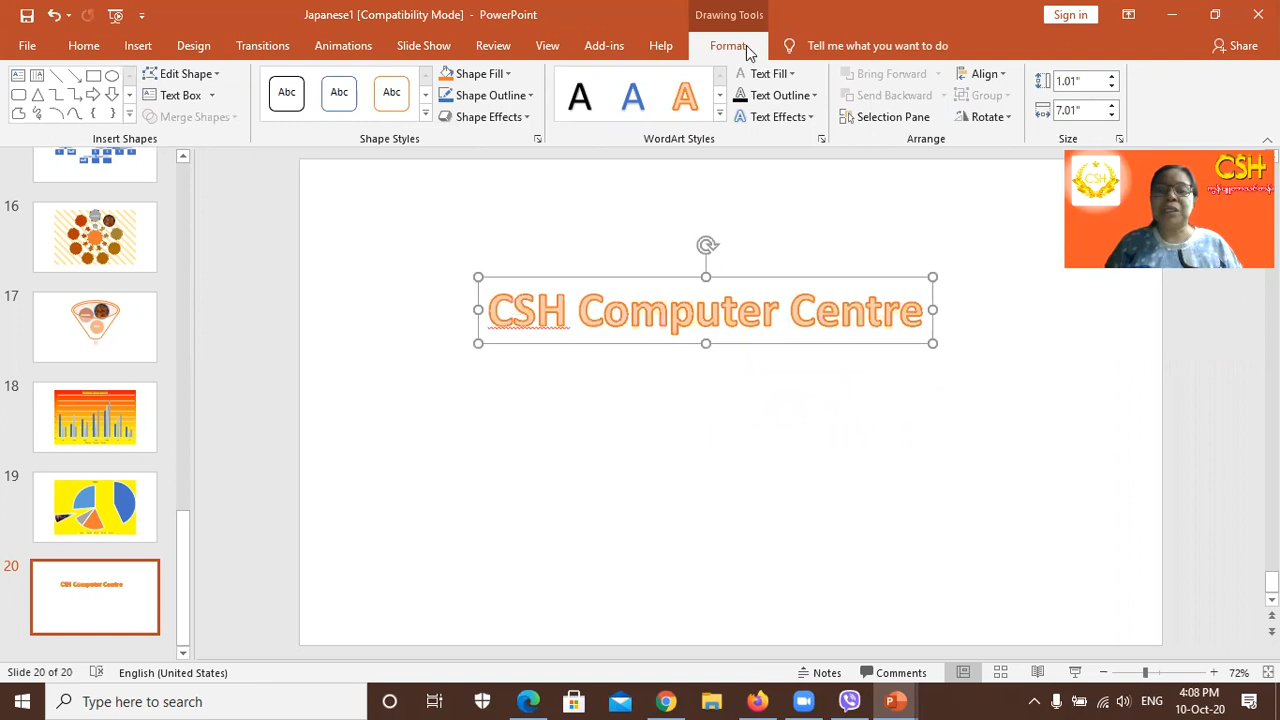 Japanese1 [Compatibility Mode] - PowerPoint
Drawing Tools
Sign in
File Home Insert Design Transitions Animations Slide Show Review View Add-ins Help Format Tell me what you want to do Share
Edit Shape
Text Box
Merge Shapes
Insert Shapes
Abc Abc Abc
Shape Fill
Shape Outline
Shape Effects
Shape Styles
A A A
Text Fill
Text Outline
Text Effects
WordArt Styles
Bring Forward
Send Backward
Selection Pane
Align
Group
Rotate
Arrange
1.01"
7.01"
Size
CSH
CSH
16
17
18
19
20
CSH Computer Centre
CSH Computer Centre
Slide 20 of 20 English (United States) Notes Comments 72%
Type here to search
ENG
4:08 PM
10-Oct-20